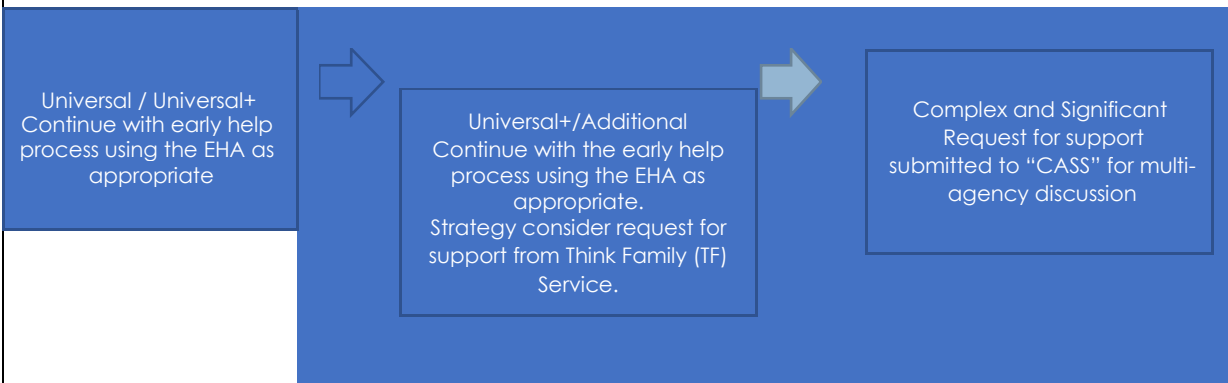 Universal / Universal+
Continue with early help
process using the EHA as
appropriate
Universal+/Additional
Continue with the early help
process using the EHA as
appropriate.
Strategy consider request for
support from Think Family (TF)
Service.
Complex and Significant
Request for support
submitted to “CASS” for multi-
agency discussion